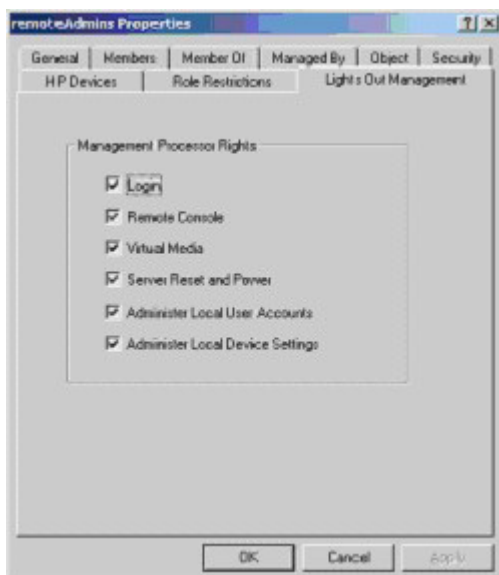 remoteAdmins Properties
General Members Member Of Managed By Object Security
HP Devices Role Restrictions Lights Out Management
Management Processor Rights
Login
Remote Console
Virtual Media
Server Reset and Power
Administer Local User Accounts
Administer Local Device Settings
OK Cancel Apply